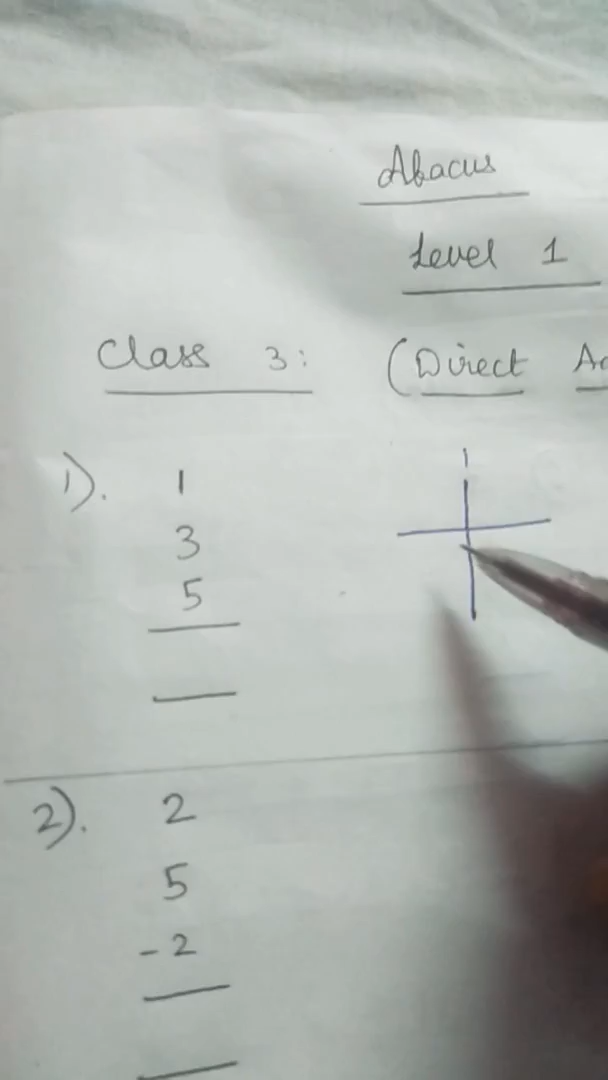 Abacus
Level 1
Class 3: (Direct
1). 1
3
5
2). 2
5
-2